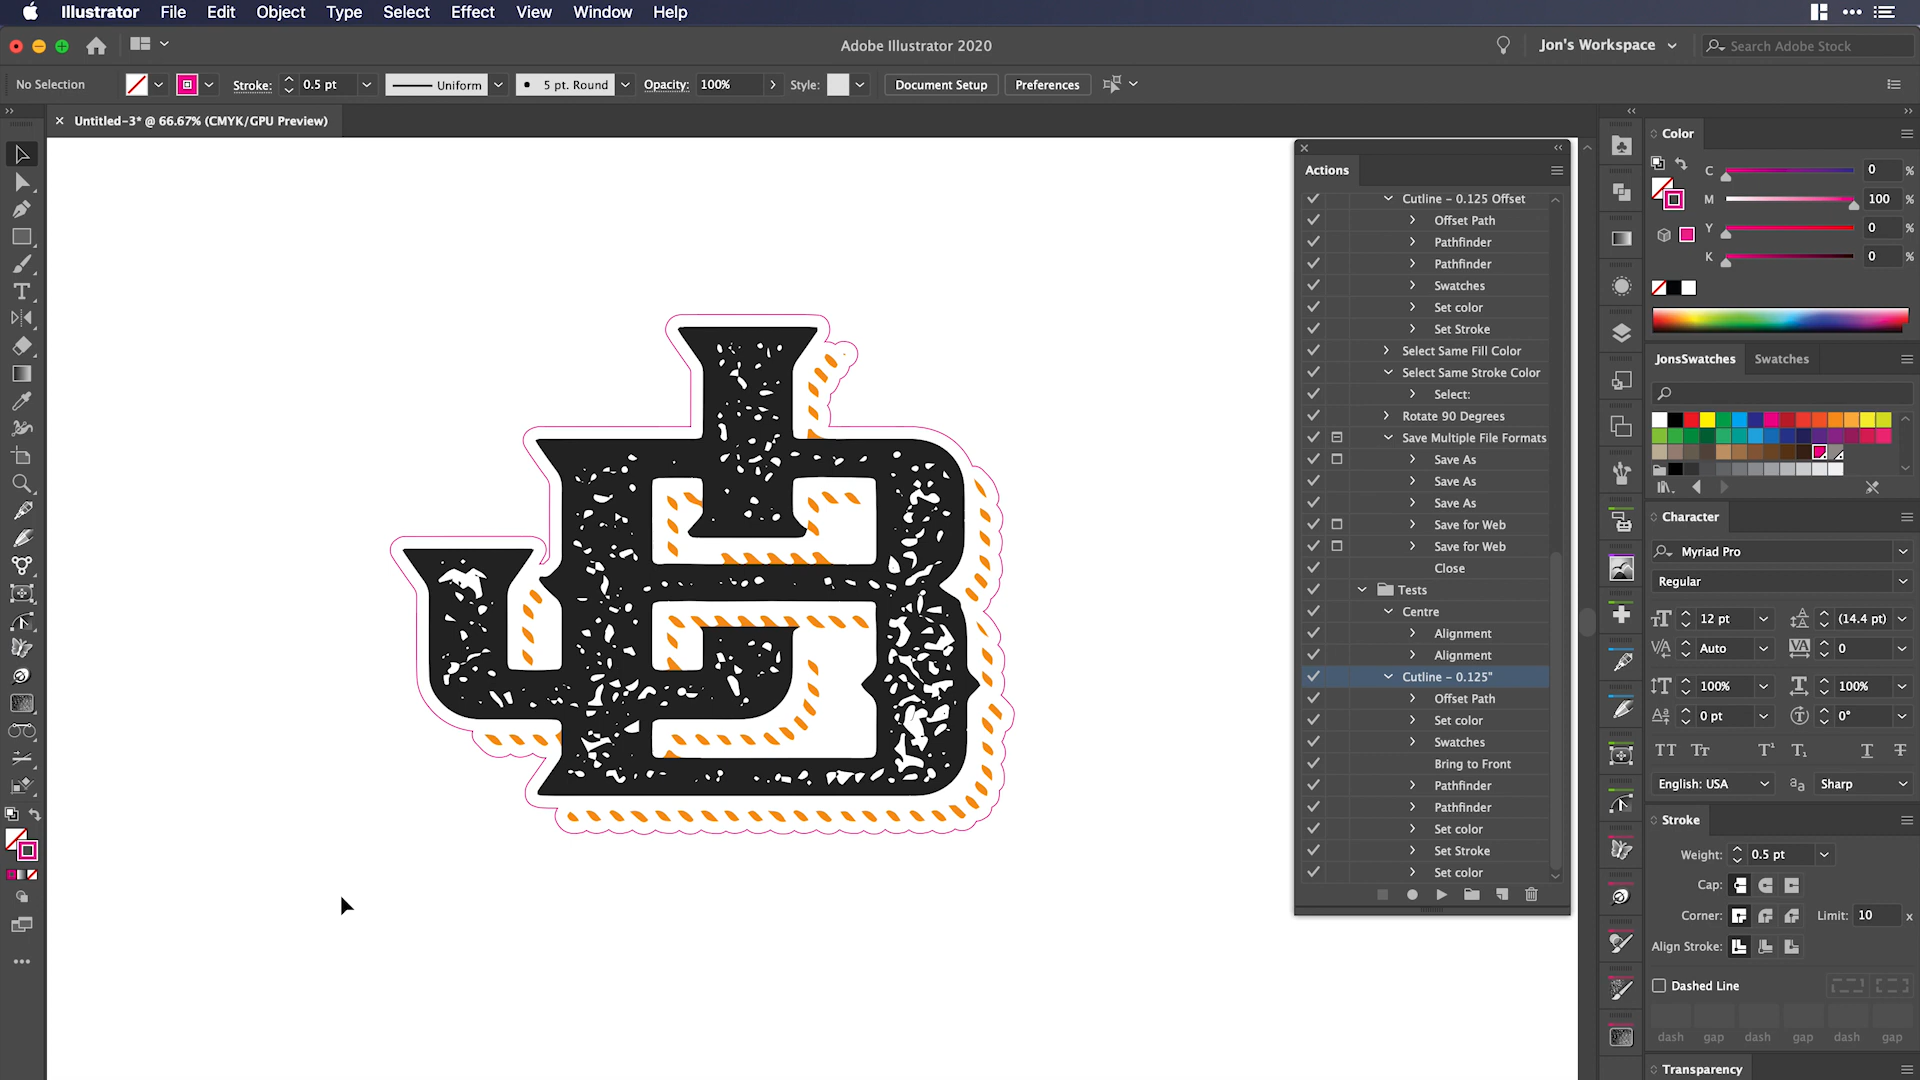 Illustrator File Edit Object Type Select Effect View Window Help
Adobe Illustrator 2020
Jon's Workspace
Search Adobe Stock
No Selection
Stroke: 0.5 pt
Uniform
5 pt. Round
Opacity: 100%
Style:
Document Setup
Preferences
Untitled-3* @ 66.67% (CMYK/GPU Preview)
Actions
Cutline - 0.125 Offset
Offset Path
Pathfinder
Pathfinder
Swatches
Set color
Set Stroke
Select Same Fill Color
Select Same Stroke Color
Select:
Rotate 90 Degrees
Save Multiple File Formats
Save As
Save As
Save As
Save for Web
Save for Web
Close
Tests
Centre
Alignment
Alignment
Cutline - 0.125"
Offset Path
Set color
Swatches
Bring to Front
Pathfinder
Pathfinder
Set color
Set Stroke
Set color
Color
C 0 %
M 100 %
Y 0 %
K 0 %
JonsSwatches Swatches
Character
Myriad Pro
Regular
12 pt (14.4 pt)
Auto 0
100% 100%
0 pt 0°
English: USA Sharp
Stroke
Weight: 0.5 pt
Cap:
Corner: Limit: 10 x
Align Stroke:
Dashed Line
dash gap dash gap dash gap
Transparency